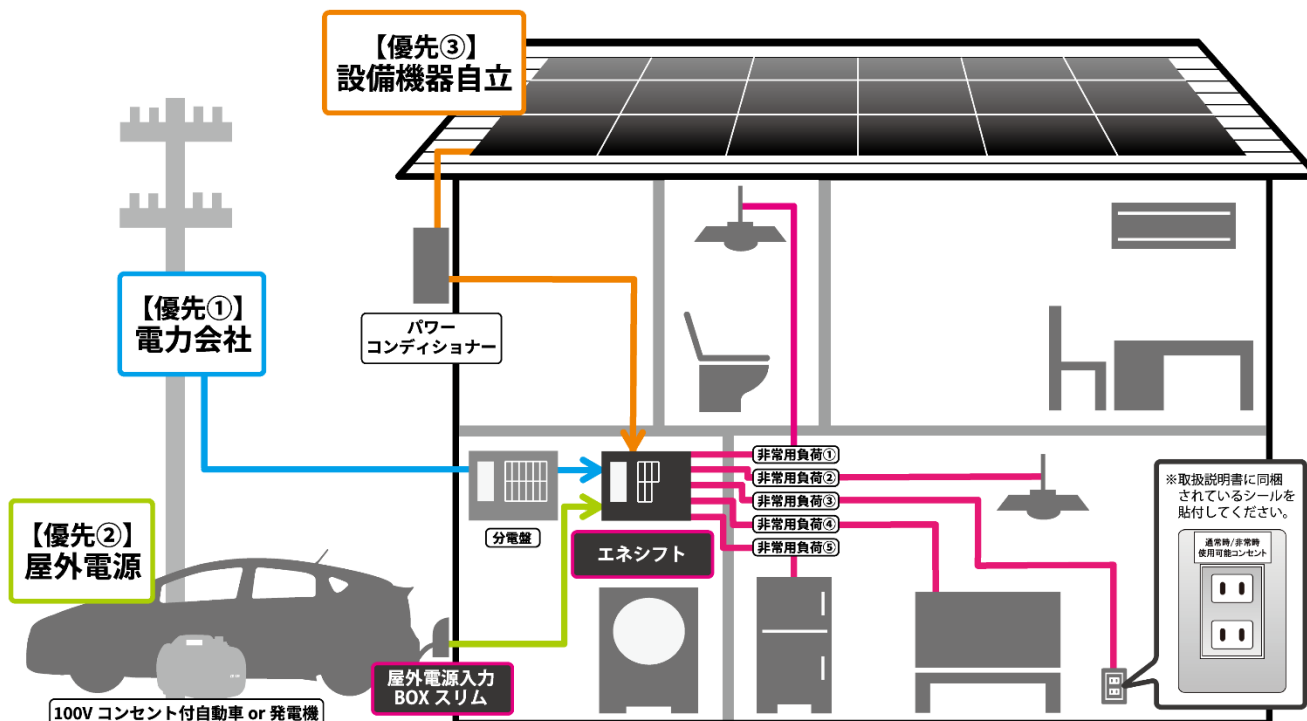 【優先③】
設備機器自立
【優先①】
電力会社
パワー
コンディショナー
【優先②】
屋外電源
分電盤
エネシフト
非常用負荷①
非常用負荷②
非常用負荷③
非常用負荷④
非常用負荷⑤
※取扱説明書に同梱
されているシールを
貼付してください。
通常時/非常時
使用可能コンセント
屋外電源入力
BOX スリム
100V コンセント付自動車 or 発電機